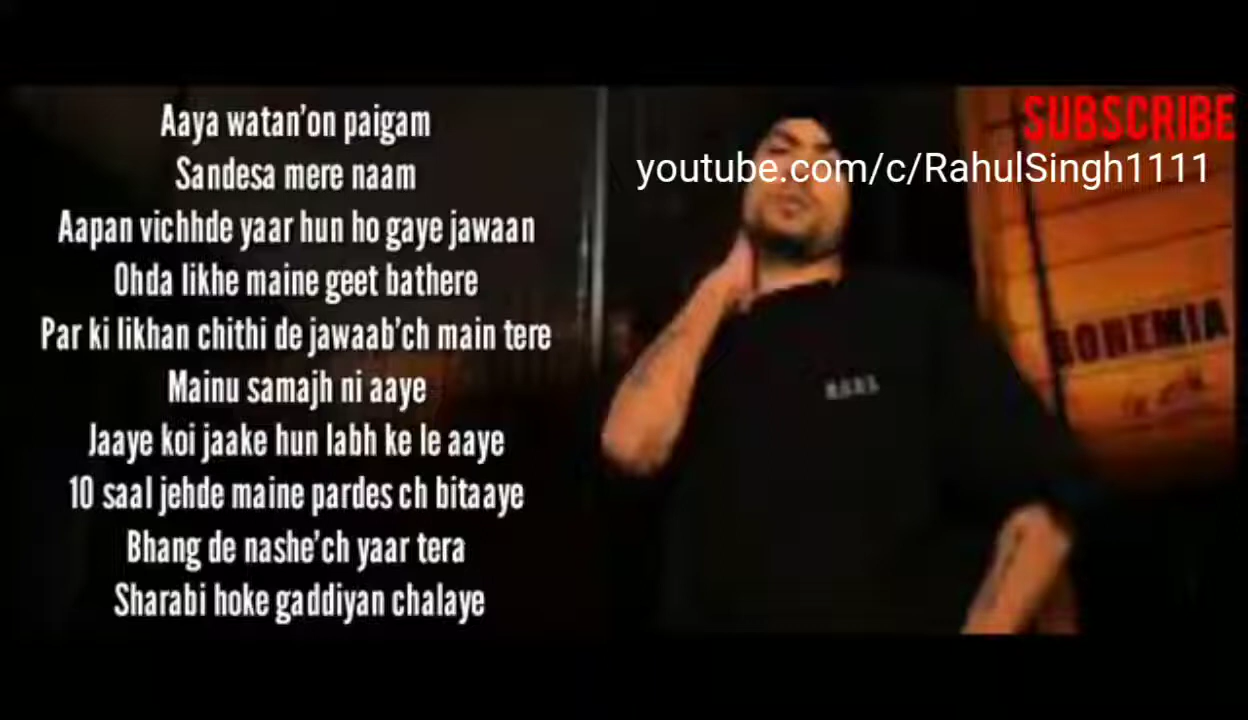 Aaya watan'on paigam
Sandesa mere naam
Aapan vichhde yaar hun ho gaye jawaan
Ohda likhe maine geet bathere
Par ki likhan chithi de jawaab'ch main tere
Mainu samajh ni aaye
Jaaye koi jaake hun labh ke le aaye
10 saal jehde maine pardes ch bitaaye
Bhang de nashe'ch yaar tera
Sharabi hoke gaddiyan chalaye
SUBSCRIBE
youtube.com/c/RahulSingh1111
BOHEMIA